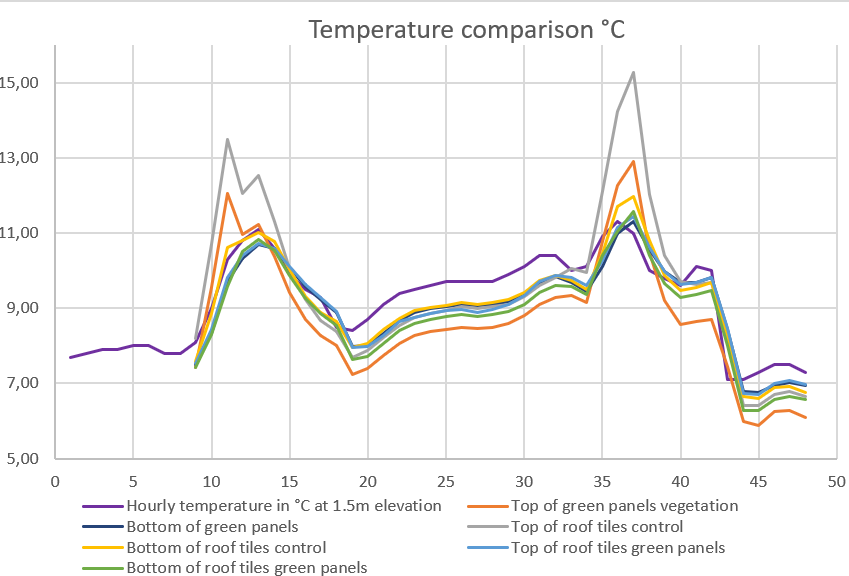 Temperature comparison °C
15,00
13,00
11,00
9,00
7,00
5,00
0 5 10 15 20 25 30 35 40 45 50
Hourly temperature in °C at 1.5m elevation Top of green panels vegetation
Bottom of green panels Top of roof tiles control
Bottom of roof tiles control Top of roof tiles green panels
Bottom of roof tiles green panels